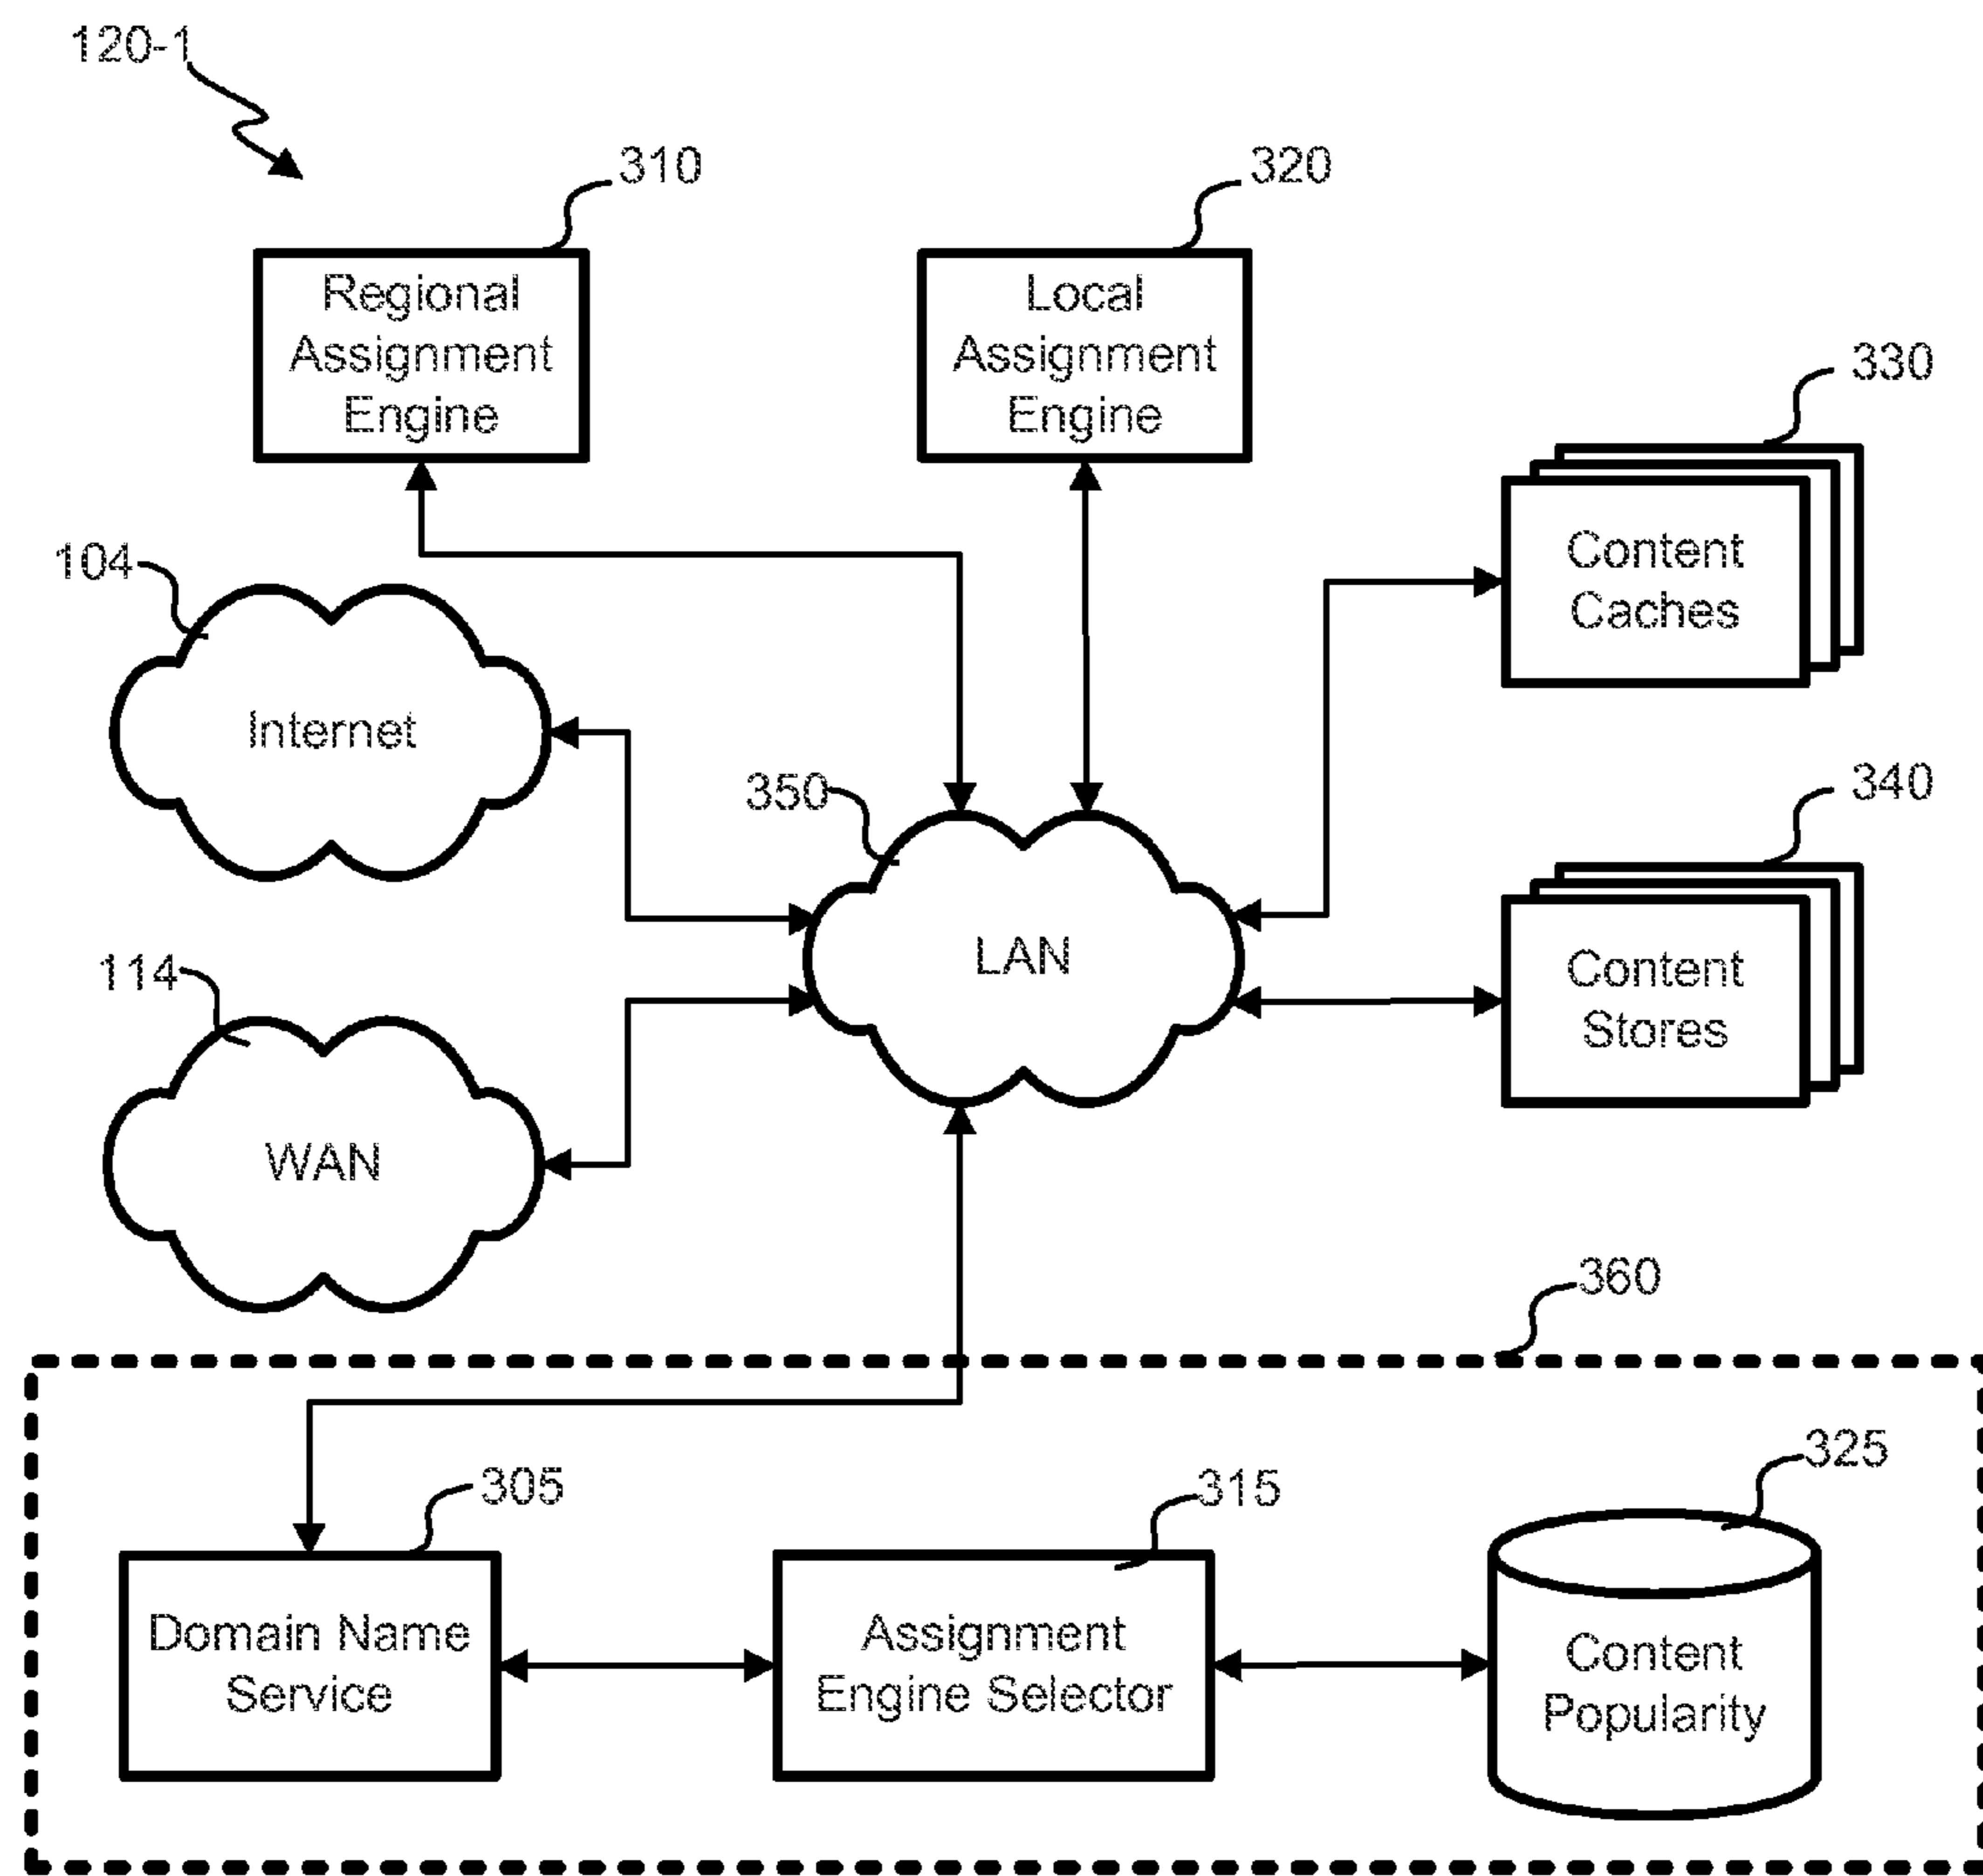 120-1
310
320
Regional
Assignment
Engine
Local
Assignment
Engine
330
Content
Caches
104
Internet
350
340
LAN
Content
Stores
114
WAN
360
305
315
325
Domain Name
Service
Assignment
Engine Selector
Content
Popularity